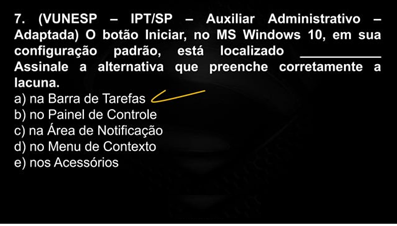 7. (VUNESP – IPT/SP – Auxiliar Administrativo –
Adaptada) O botão Iniciar, no MS Windows 10, em sua
configuração padrão, está localizado ____________
Assinale a alternativa que preenche corretamente a
lacuna.
a) na Barra de Tarefas
b) no Painel de Controle
c) na Área de Notificação
d) no Menu de Contexto
e) nos Acessórios